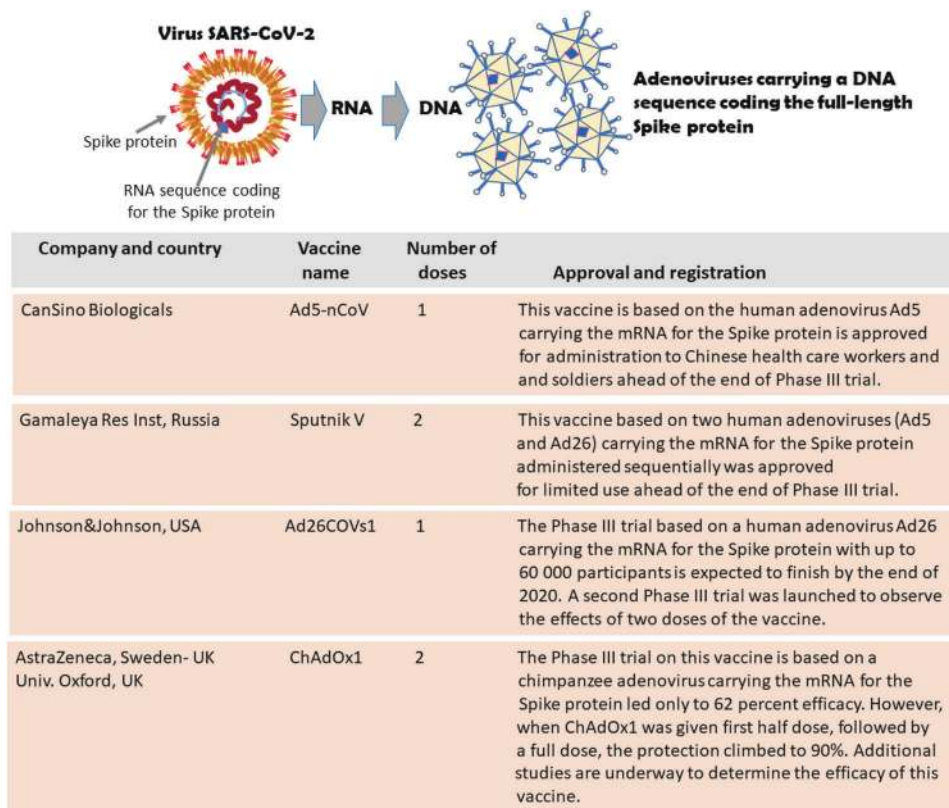 Virus SARS-CoV-2
Spike protein
RNA sequence coding
for the Spike protein
RNA
DNA
Adenoviruses carrying a DNA
sequence coding the full-length
Spike protein
Company and country
Vaccine
name
Number of
doses
Approval and registration
CanSino Biologicals
Ad5-nCoV
1
This vaccine is based on the human adenovirus Ad5
carrying the mRNA for the Spike protein is approved
for administration to Chinese health care workers and
and soldiers ahead of the end of Phase III trial.
Gamaleya Res Inst, Russia
Sputnik V
2
This vaccine based on two human adenoviruses (Ad5
and Ad26) carrying the mRNA for the Spike protein
administered sequentially was approved
for limited use ahead of the end of Phase III trial.
Johnson&Johnson, USA
Ad26COVs1
1
The Phase III trial based on a human adenovirus Ad26
carrying the mRNA for the Spike protein with up to
60 000 participants is expected to finish by the end of
2020. A second Phase III trial was launched to observe
the effects of two doses of the vaccine.
AstraZeneca, Sweden- UK
Univ. Oxford, UK
ChAdOx1
2
The Phase III trial on this vaccine is based on a
chimpanzee adenovirus carrying the mRNA for the
Spike protein led only to 62 percent efficacy. However,
when ChAdOx1 was given first half dose, followed by
a full dose, the protection climbed to 90%. Additional
studies are underway to determine the efficacy of this
vaccine.